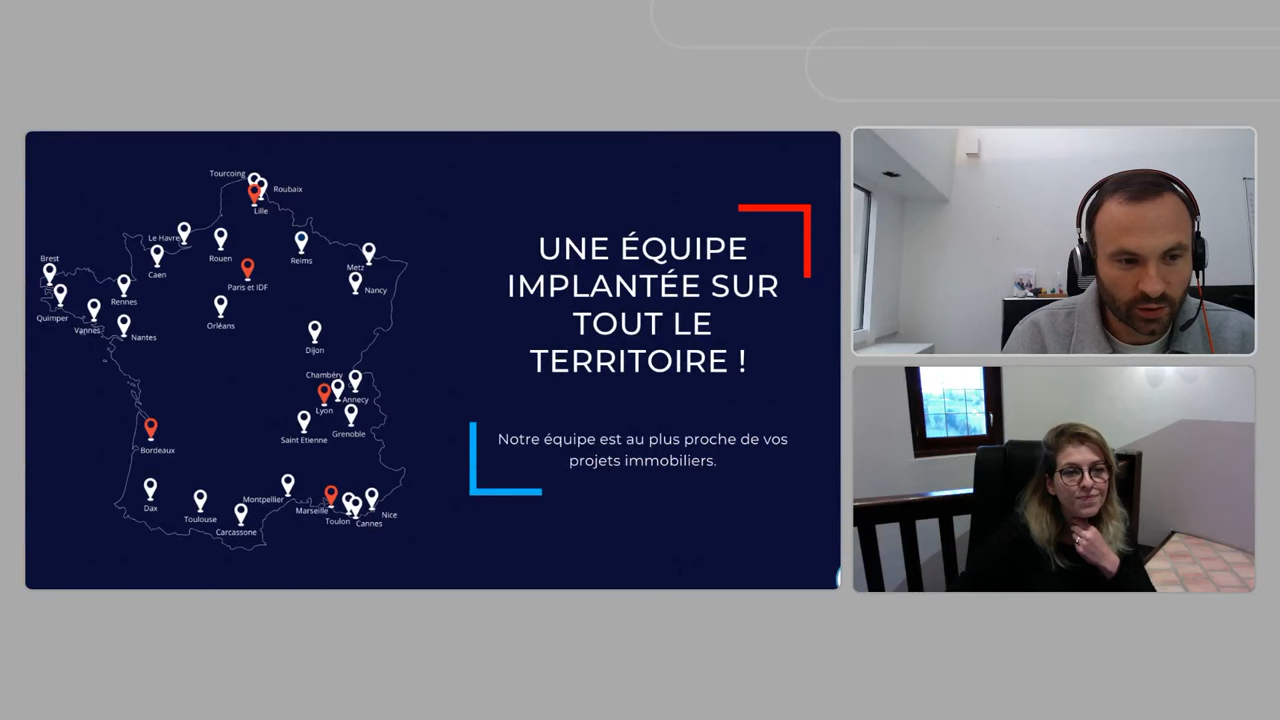 Tourcoing
Roubaix
Lille
Le Havre
Rouen
Caen
Reims
Metz
Nancy
Brest
Paris et IDF
Quimper
Rennes
Vannes
Nantes
Orléans
Dijon
Chambéry
Annecy
Lyon
Saint Etienne
Grenoble
Bordeaux
Dax
Toulouse
Carcassone
Montpellier
Marseille
Toulon
Cannes
Nice
UNE ÉQUIPE
IMPLANTÉE SUR
TOUT LE
TERRITOIRE !
Notre équipe est au plus proche de vos
projets immobiliers.